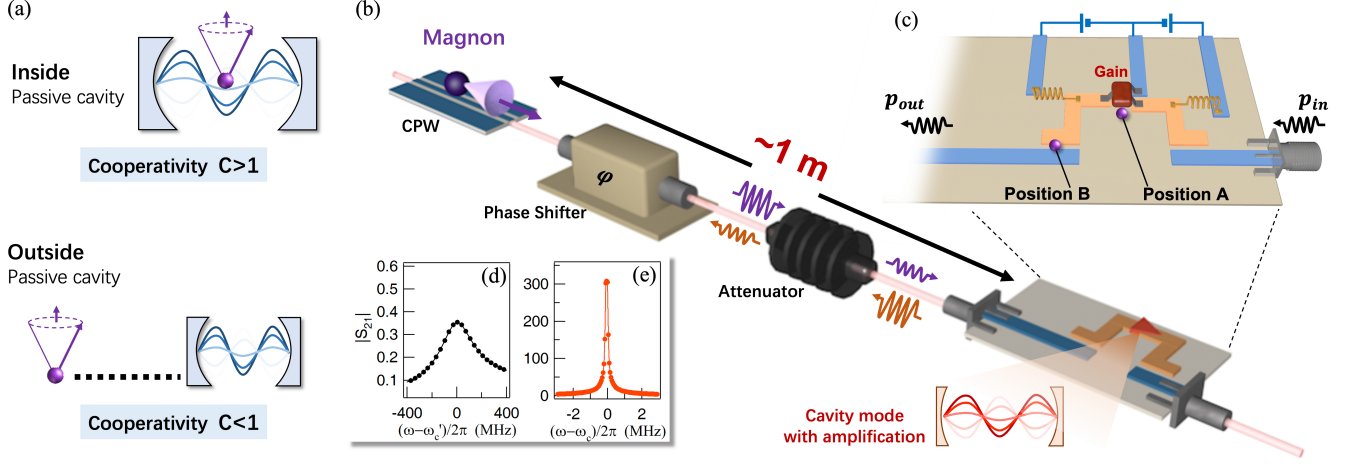 (a)
Inside
Passive cavity
Cooperativity C>1
Outside
Passive cavity
Cooperativity C<1
(b)
Magnon
CPW
φ
Phase Shifter
~1 m
Attenuator
Cavity mode
with amplification
(c)
Gain
p_out
p_in
Position B
Position A
(d)
|S21|
0.6
0.5
0.4
0.3
0.2
0.1
-400 0 400
(ω−ωc')/2π (MHz)
(e)
300
200
100
0
-2 0 2
(ω−ωc)/2π (MHz)